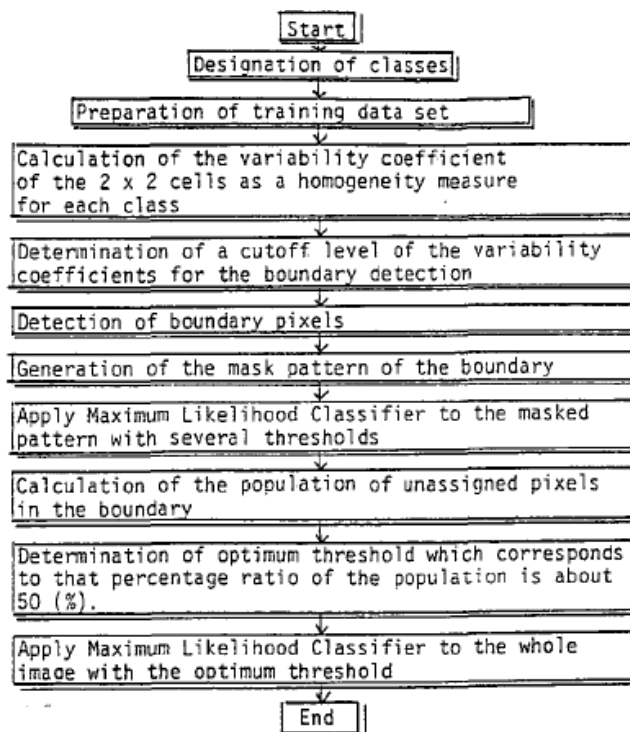 Start
Designation of classes
Preparation of training data set
Calculation of the variability coefficient
of the 2 x 2 cells as a homogeneity measure
for each class
Determination of a cutoff level of the variability
coefficients for the boundary detection
Detection of boundary pixels
Generation of the mask pattern of the boundary
Apply Maximum Likelihood Classifier to the masked
pattern with several thresholds
Calculation of the population of unassigned pixels
in the boundary
Determination of optimum threshold which corresponds
to that percentage ratio of the population is about
50 (%).
Apply Maximum Likelihood Classifier to the whole
image with the optimum threshold
End